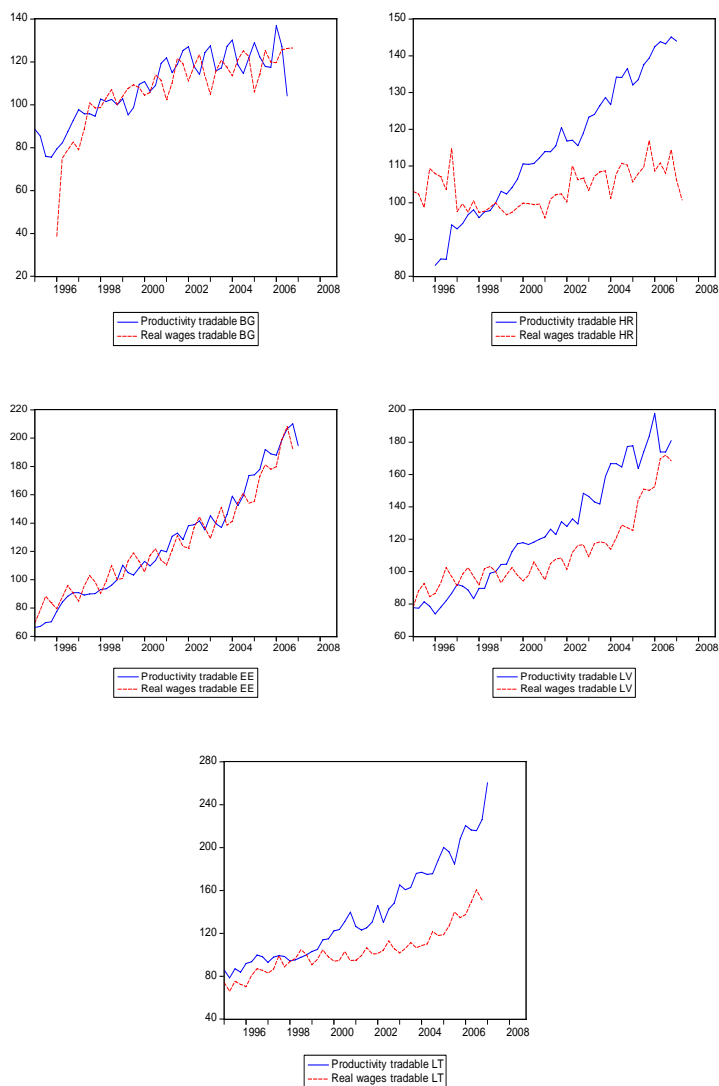 140
120
100
80
60
40
20
1996 1998 2000 2002 2004 2006 2008
Productivity tradable BG
Real wages tradable BG
150
140
130
120
110
100
90
80
1996 1998 2000 2002 2004 2006 2008
Productivity tradable HR
Real wages tradable HR
220
200
180
160
140
120
100
80
60
1996 1998 2000 2002 2004 2006 2008
Productivity tradable EE
Real wages tradable EE
200
180
160
140
120
100
80
60
1996 1998 2000 2002 2004 2006 2008
Productivity tradable LV
Real wages tradable LV
280
240
200
160
120
80
40
1996 1998 2000 2002 2004 2006 2008
Productivity tradable LT
Real wages tradable LT